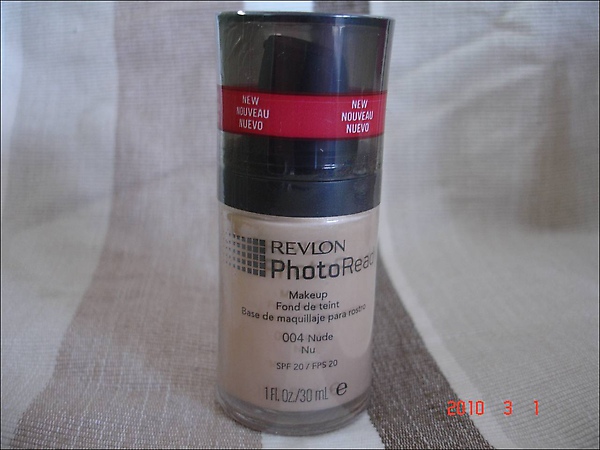 NEW
NOUVEAU
NUEVO
NEW
NOUVEAU
NUEVO
REVLON
PhotoReac
Makeup
Fond de teint
Base de maquillaje para rostro
004 Nude
Nu
SPF 20 / FPS 20
1 Fl. Oz./30 mL e
2010 3 1